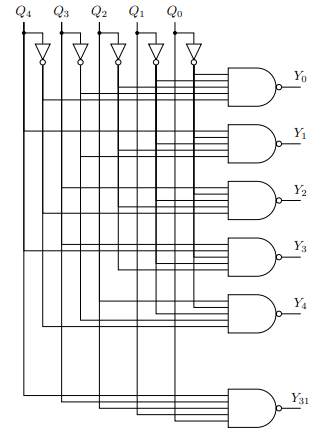 Q₄ Q₃ Q₂ Q₁ Q₀
Y₀
Y₁
Y₂
Y₃
Y₄
Y₃₁